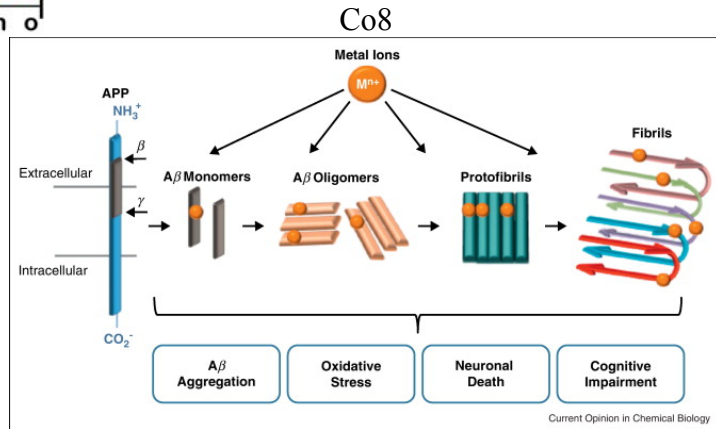 n o
Co8
Metal Ions
Mⁿ⁺
APP
NH₃⁺
β
Extracellular
γ
Intracellular
CO₂⁻
Aβ Monomers
Aβ Oligomers
Protofibrils
Fibrils
Aβ
Aggregation
Oxidative
Stress
Neuronal
Death
Cognitive
Impairment
Current Opinion in Chemical Biology